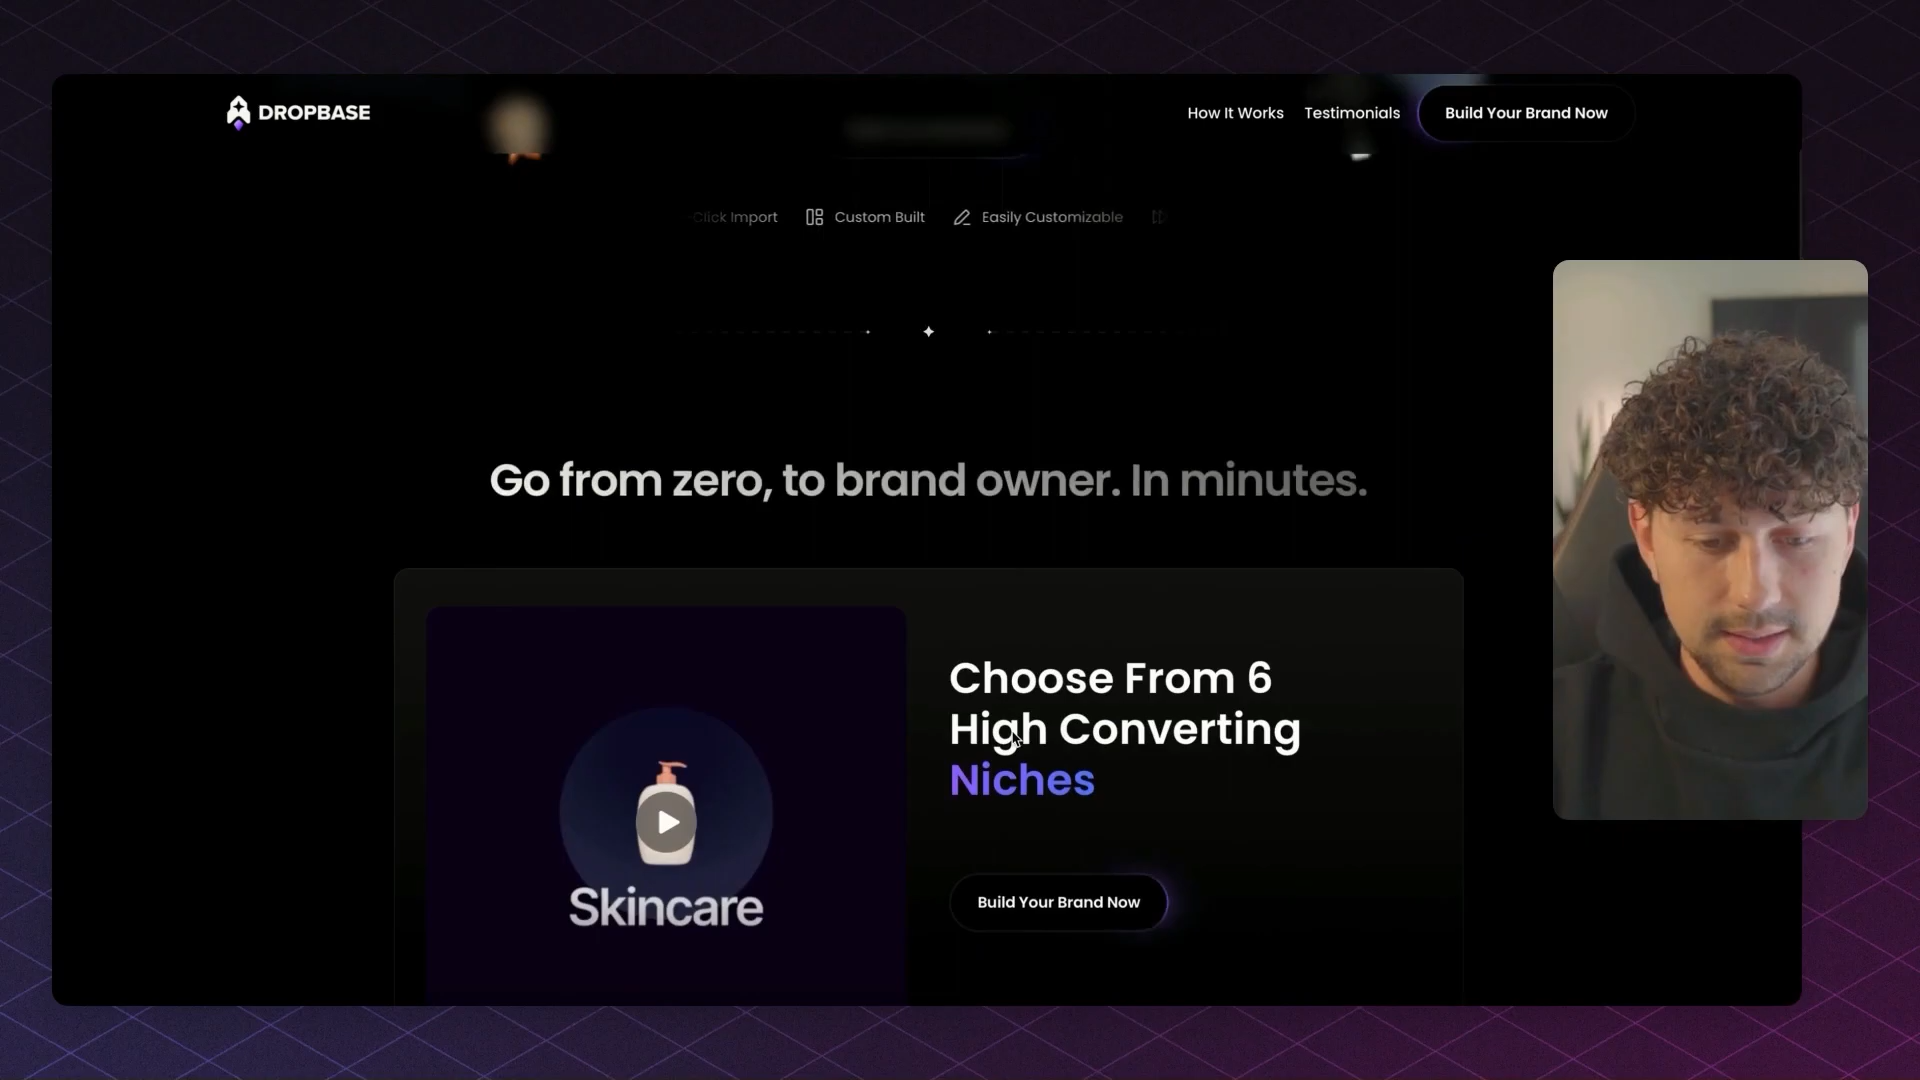 DROPBASE
How It Works
Testimonials
Build Your Brand Now
Click Import
Custom Built
Easily Customizable
Go from zero, to brand owner. In minutes.
Choose From 6
High Converting
Niches
Skincare
Build Your Brand Now